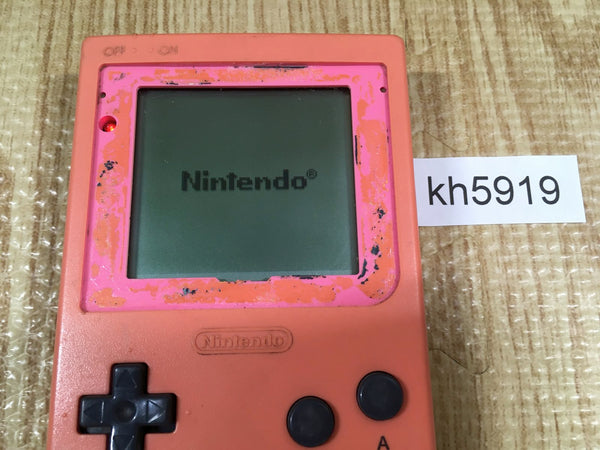 OFF ON
Nintendo®
kh5919
Nintendo
A